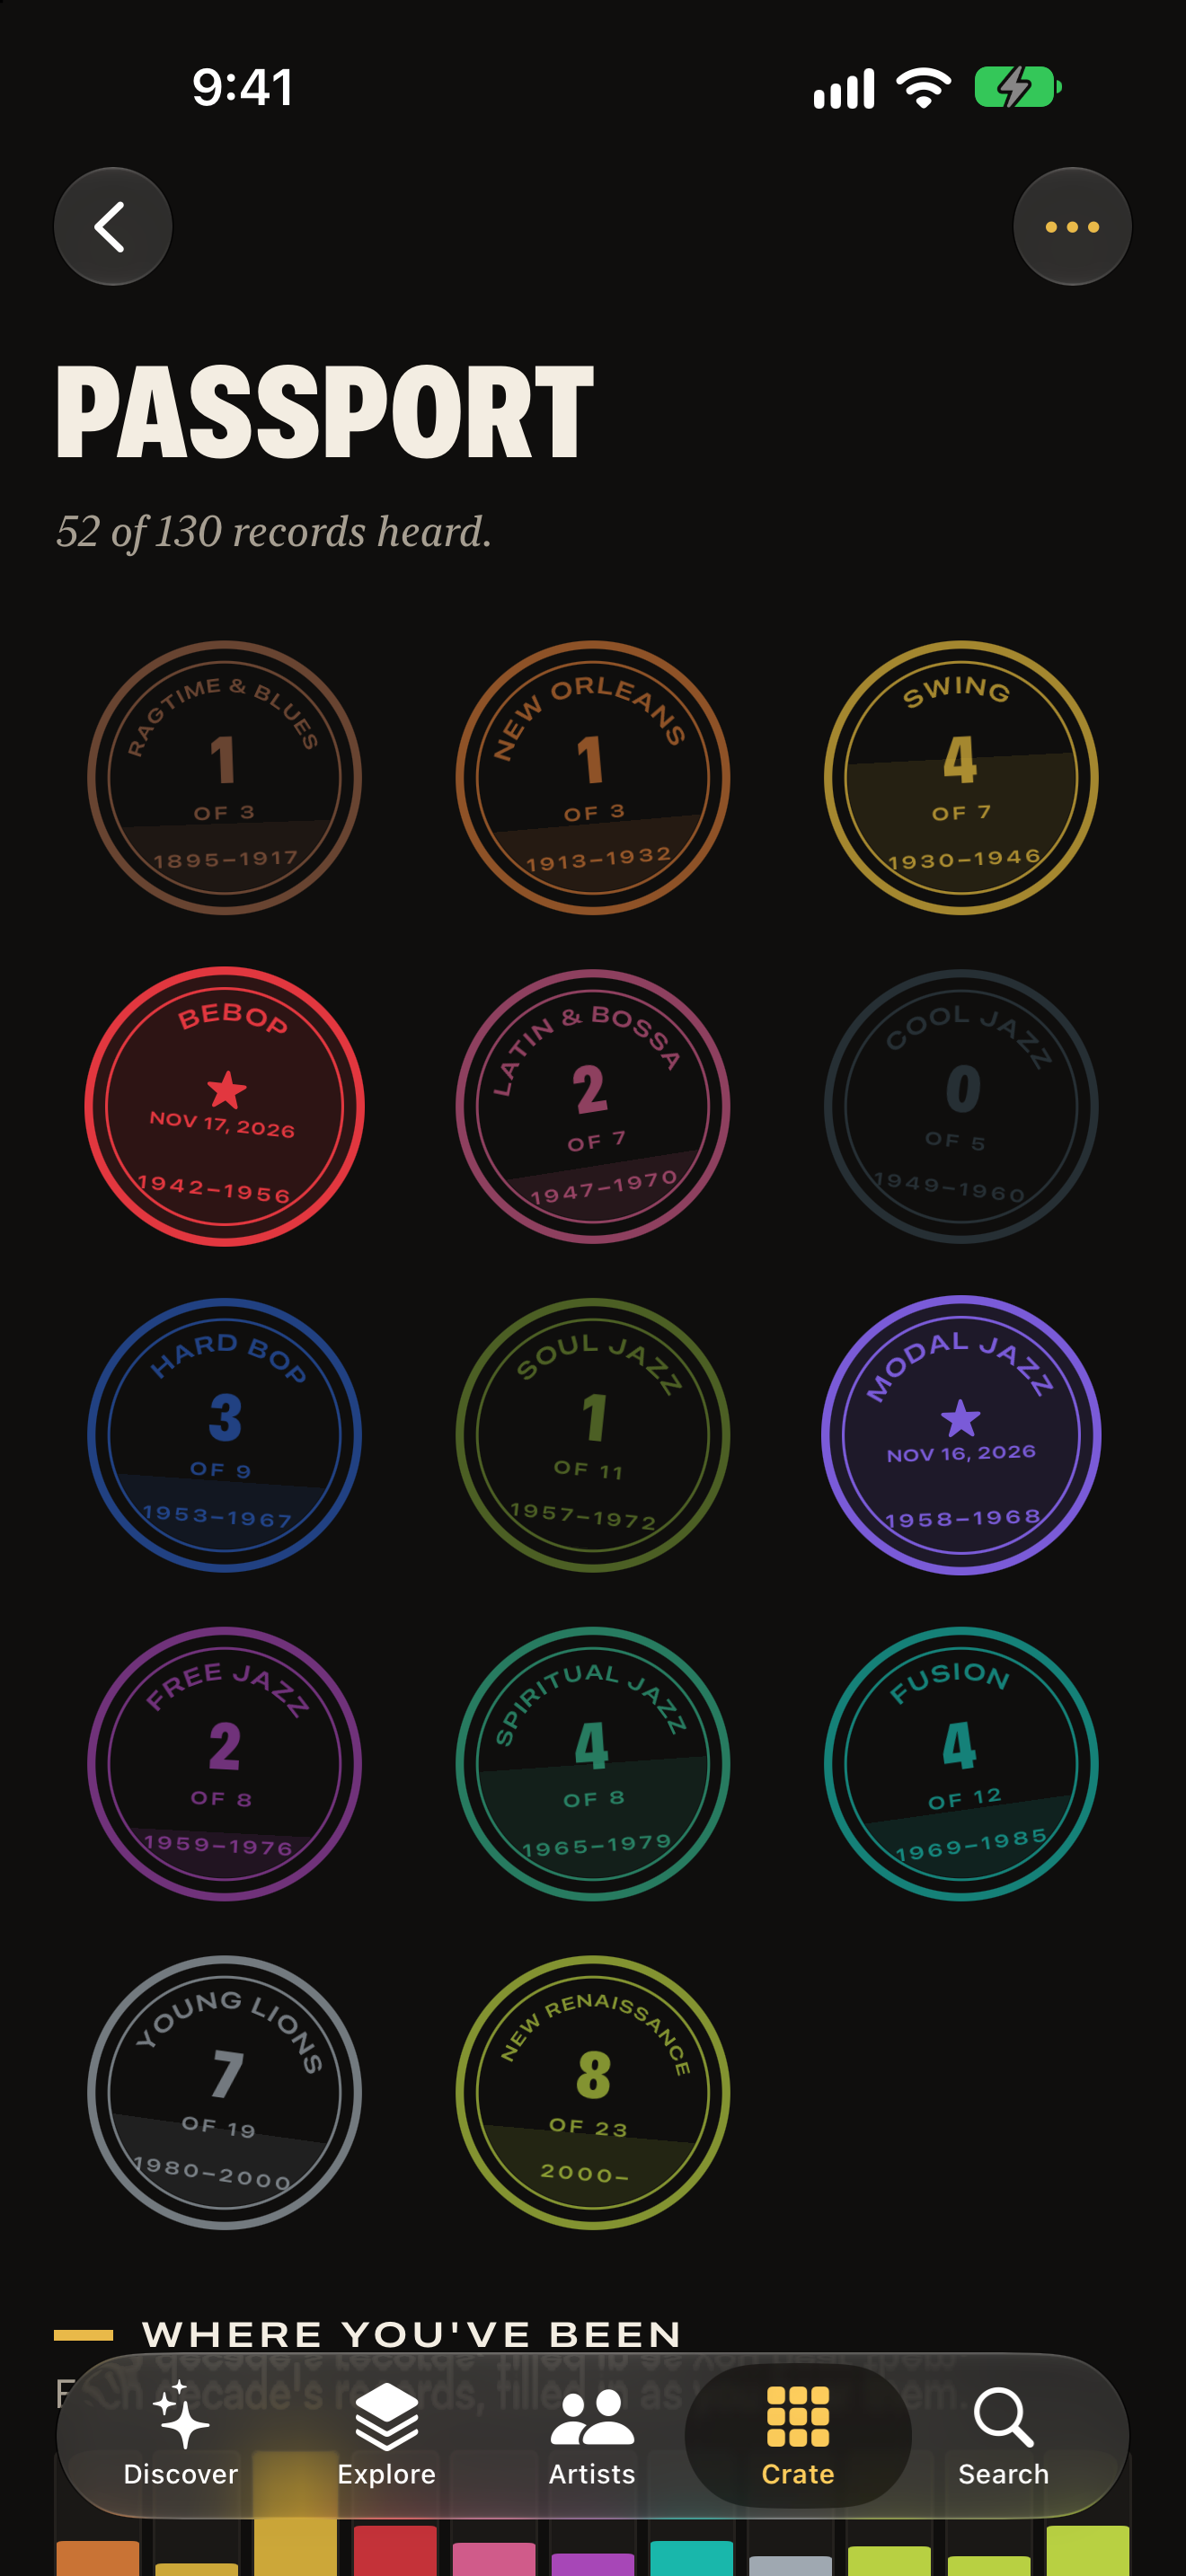 9:41
PASSPORT
52 of 130 records heard.
RAGTIME & BLUES
1
OF 3
1895–1917
NEW ORLEANS
1
OF 3
1913–1932
SWING
4
OF 7
1930–1946
BEBOP
NOV 17, 2026
1942–1956
LATIN & BOSSA
2
OF 7
1947–1970
COOL JAZZ
0
OF 5
1949–1960
HARD BOP
3
OF 9
1953–1967
SOUL JAZZ
1
OF 11
1957–1972
MODAL JAZZ
NOV 16, 2026
1958–1968
FREE JAZZ
2
OF 8
1959–1976
SPIRITUAL JAZZ
4
OF 8
1965–1979
FUSION
4
OF 12
1969–1985
YOUNG LIONS
7
OF 19
1980–2000
NEW RENAISSANCE
8
OF 23
2000–
WHERE YOU'VE BEEN
decade's records, filled in as
Discover
Explore
Artists
Crate
Search